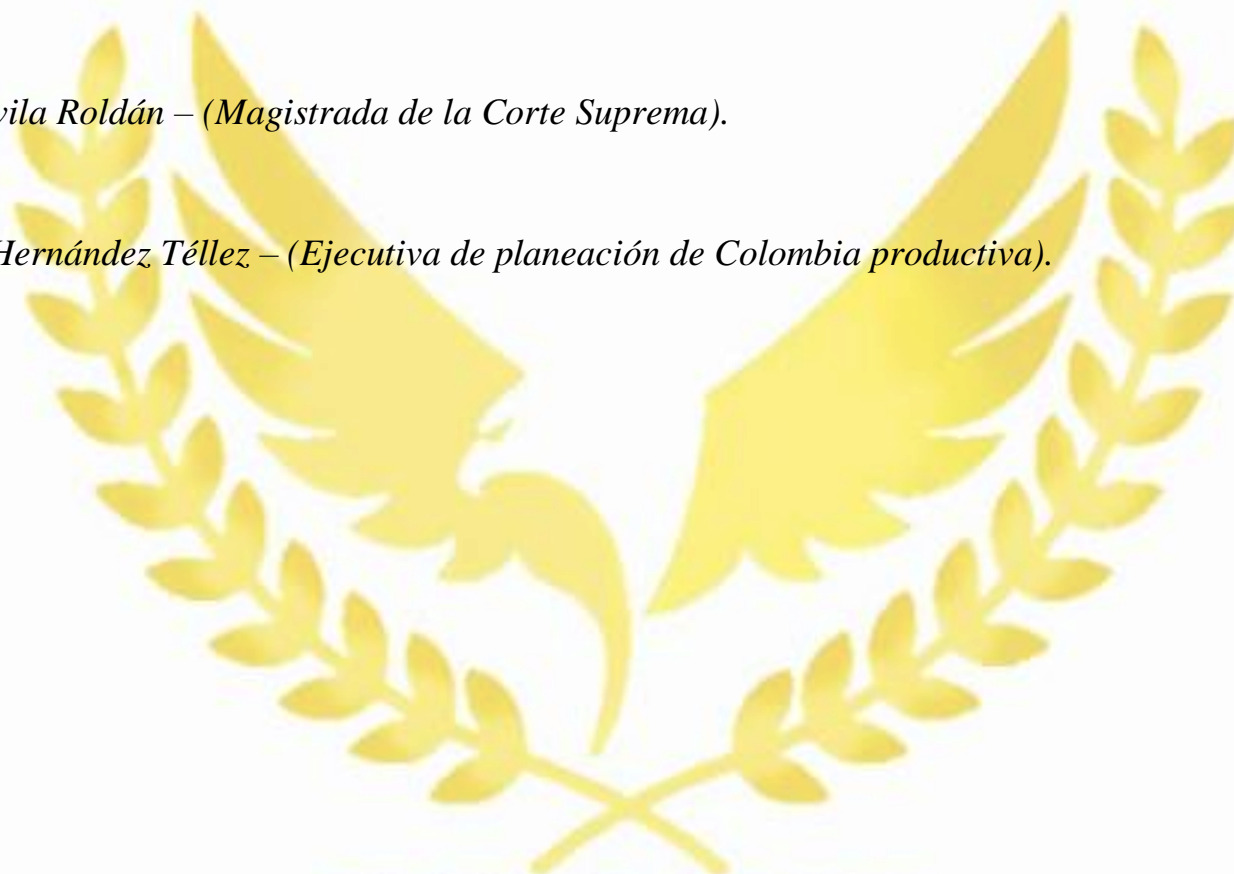 vila Roldán – (Magistrada de la Corte Suprema).
Hernández Téllez – (Ejecutiva de planeación de Colombia productiva).